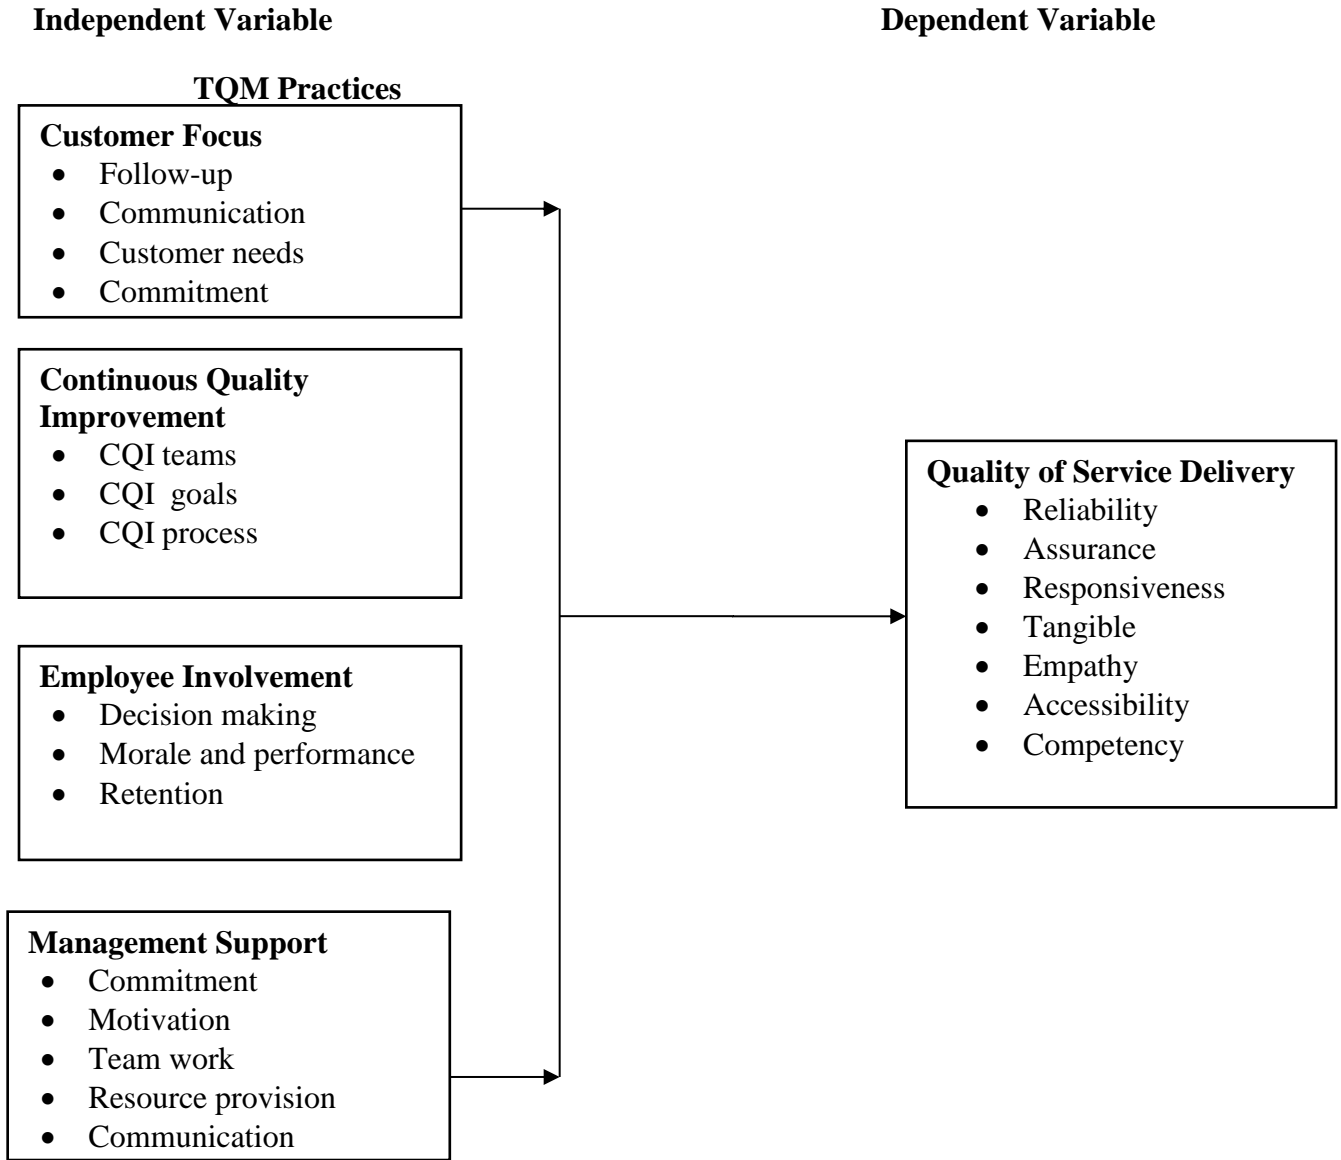 Independent Variable
Dependent Variable
TQM Practices
Customer Focus
• Follow-up
• Communication
• Customer needs
• Commitment
Continuous Quality
Improvement
• CQI teams
• CQI goals
• CQI process
Employee Involvement
• Decision making
• Morale and performance
• Retention
Management Support
• Commitment
• Motivation
• Team work
• Resource provision
• Communication
Quality of Service Delivery
• Reliability
• Assurance
• Responsiveness
• Tangible
• Empathy
• Accessibility
• Competency